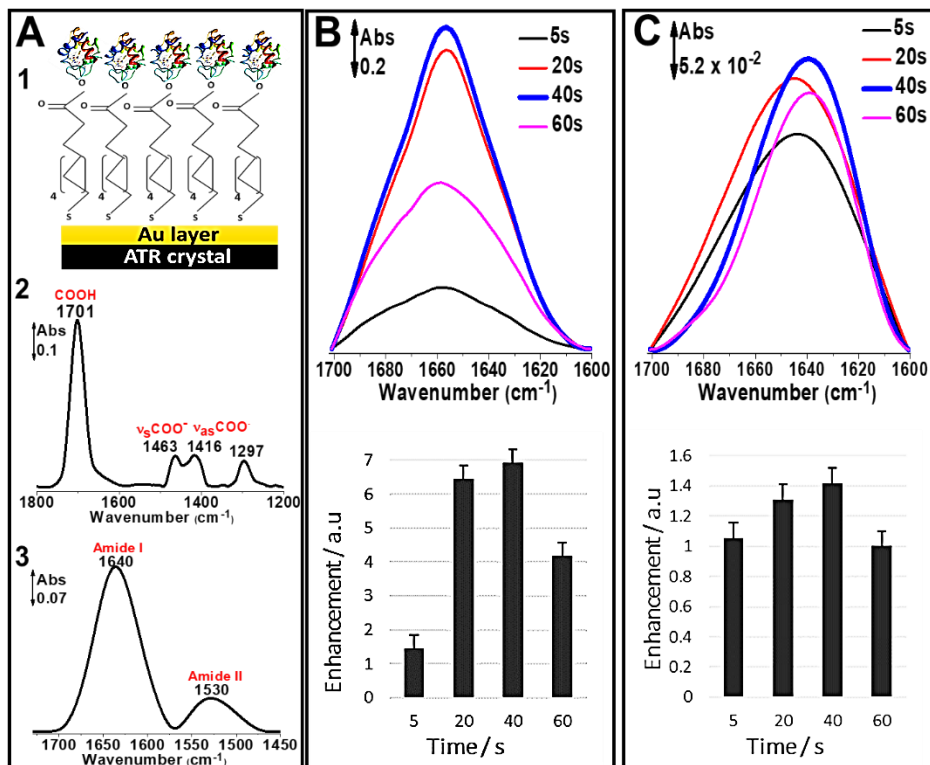 A
1
O O O O O
O O O O O
4 4 4 4 4
S S S S S
Au layer
ATR crystal
2
COOH
1701
Abs
0.1
νsCOO- νasCOO-
1463 1416 1297
1800 1600 1400 1200
Wavenumber (cm-1)
3
Amide I
1640
Abs
0.07
Amide II
1530
1700 1650 1600 1550 1500 1450
Wavenumber (cm-1)
B
Abs
0.2
5s
20s
40s
60s
1700 1680 1660 1640 1620 1600
Wavenumber (cm-1)
7
6
5
4
3
2
1
0
Enhancement / a.u
5 20 40 60
Time / s
C
Abs
5.2 x 10-2
5s
20s
40s
60s
1700 1680 1660 1640 1620 1600
Wavenumber (cm-1)
1.6
1.4
1.2
1
0.8
0.6
0.4
0.2
0
Enhancement / a.u
5 20 40 60
Time / s